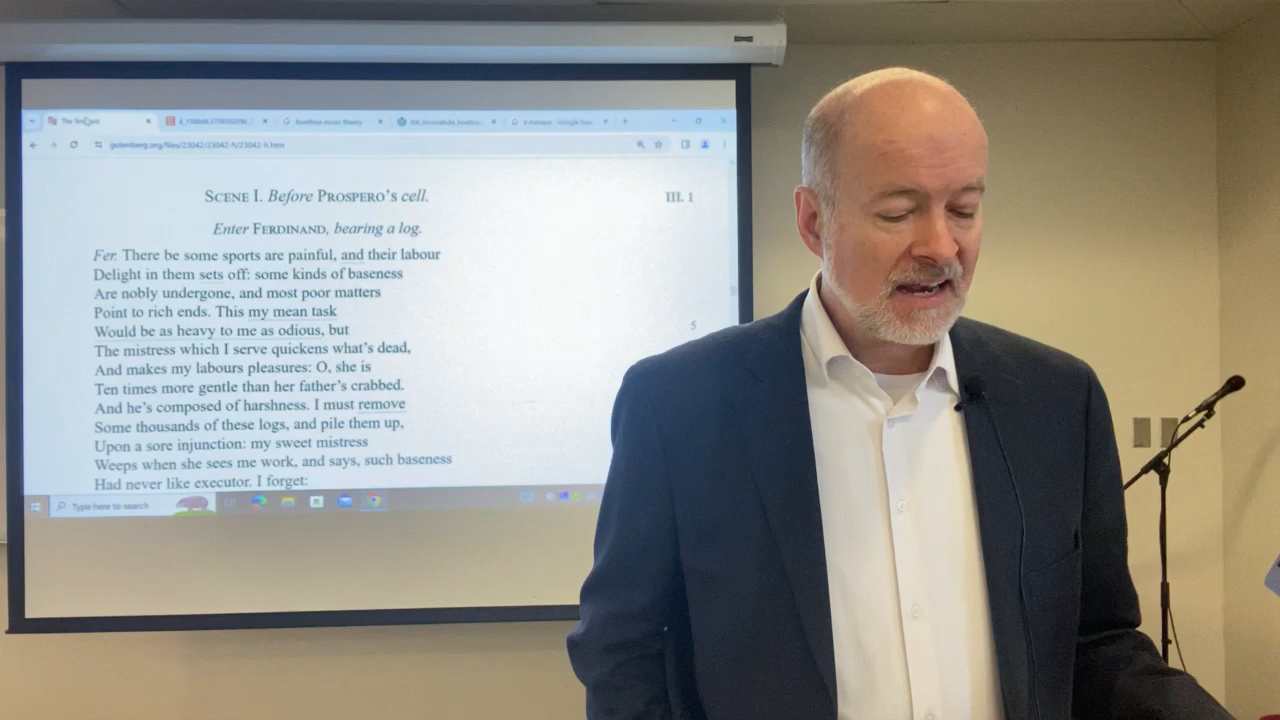 The Tempest
boethius music theory
gutenberg.org/files/23042/23042-h/23042-h.htm
SCENE I. Before PROSPERO'S cell.
III. 1
Enter FERDINAND, bearing a log.
Fer. There be some sports are painful, and their labour
Delight in them sets off: some kinds of baseness
Are nobly undergone, and most poor matters
Point to rich ends. This my mean task
Would be as heavy to me as odious, but
5
The mistress which I serve quickens what's dead,
And makes my labours pleasures: O, she is
Ten times more gentle than her father's crabbed.
And he's composed of harshness. I must remove
Some thousands of these logs, and pile them up,
Upon a sore injunction: my sweet mistress
Weeps when she sees me work, and says, such baseness
Had never like executor. I forget:
Type here to search